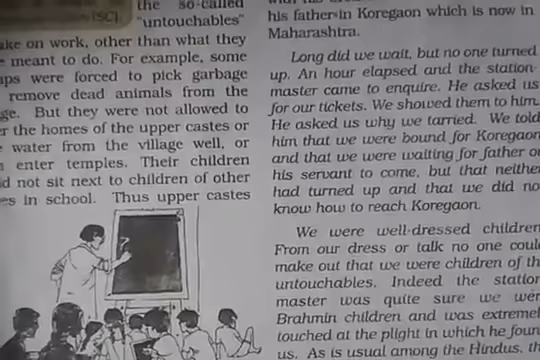 the so-called
(SC). "untouchables"
on work, other than what they
meant to do. For example, some
were forced to pick garbage
remove dead animals from the
But they were not allowed to
the homes of the upper castes or
water from the village well, or
enter temples. Their children
not sit next to children of other
in school. Thus upper castes
his father in Koregaon which is now in
Maharashtra.
Long did we wait, but no one turned
up. An hour elapsed and the station-
master came to enquire. He asked us
for our tickets. We showed them to him.
He asked us why we tarried. We told
him that we were bound for Koregaon
and that we were waiting for father or
his servant to come, but that neither
had turned up and that we did no
know how to reach Koregaon.
We were well-dressed children
From our dress or talk no one could
make out that we were children of th
untouchables. Indeed the station
master was quite sure we wer
Brahmin children and was extremel
touched at the plight in which he foun
us. As is usual among the Hindus, th